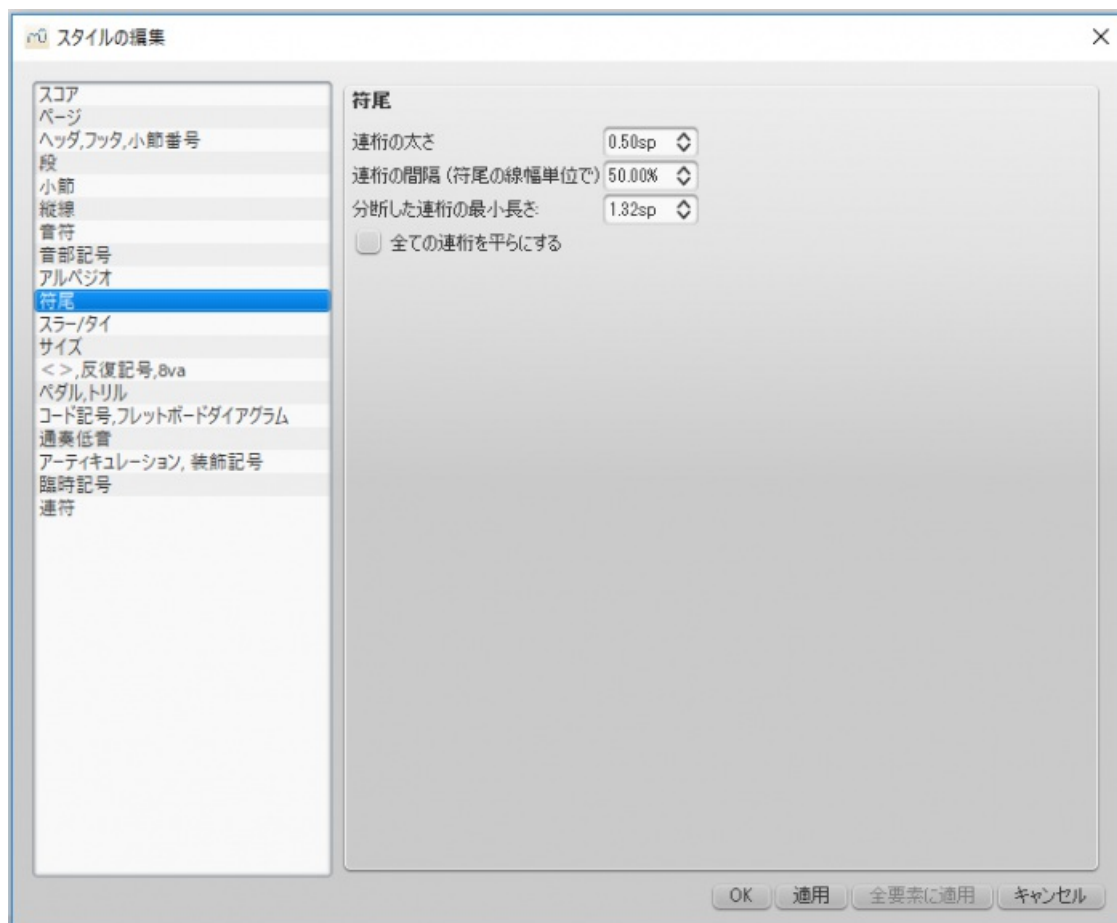 スタイルの編集
スコア
ページ
ヘッダ,フッタ,小節番号
段
小節
縦線
音符
音部記号
アルペジオ
符尾
スラー/タイ
サイズ
< >,反復記号,8va
ペダル,トリル
コード記号,フレットボードダイアグラム
通奏低音
アーティキュレーション, 装飾記号
臨時記号
連符
符尾
連桁の太さ 0.50sp
連桁の間隔 (符尾の線幅単位で) 50.00%
分断した連桁の最小長さ: 1.32sp
全ての連桁を平らにする
OK 適用 全要素に適用 キャンセル